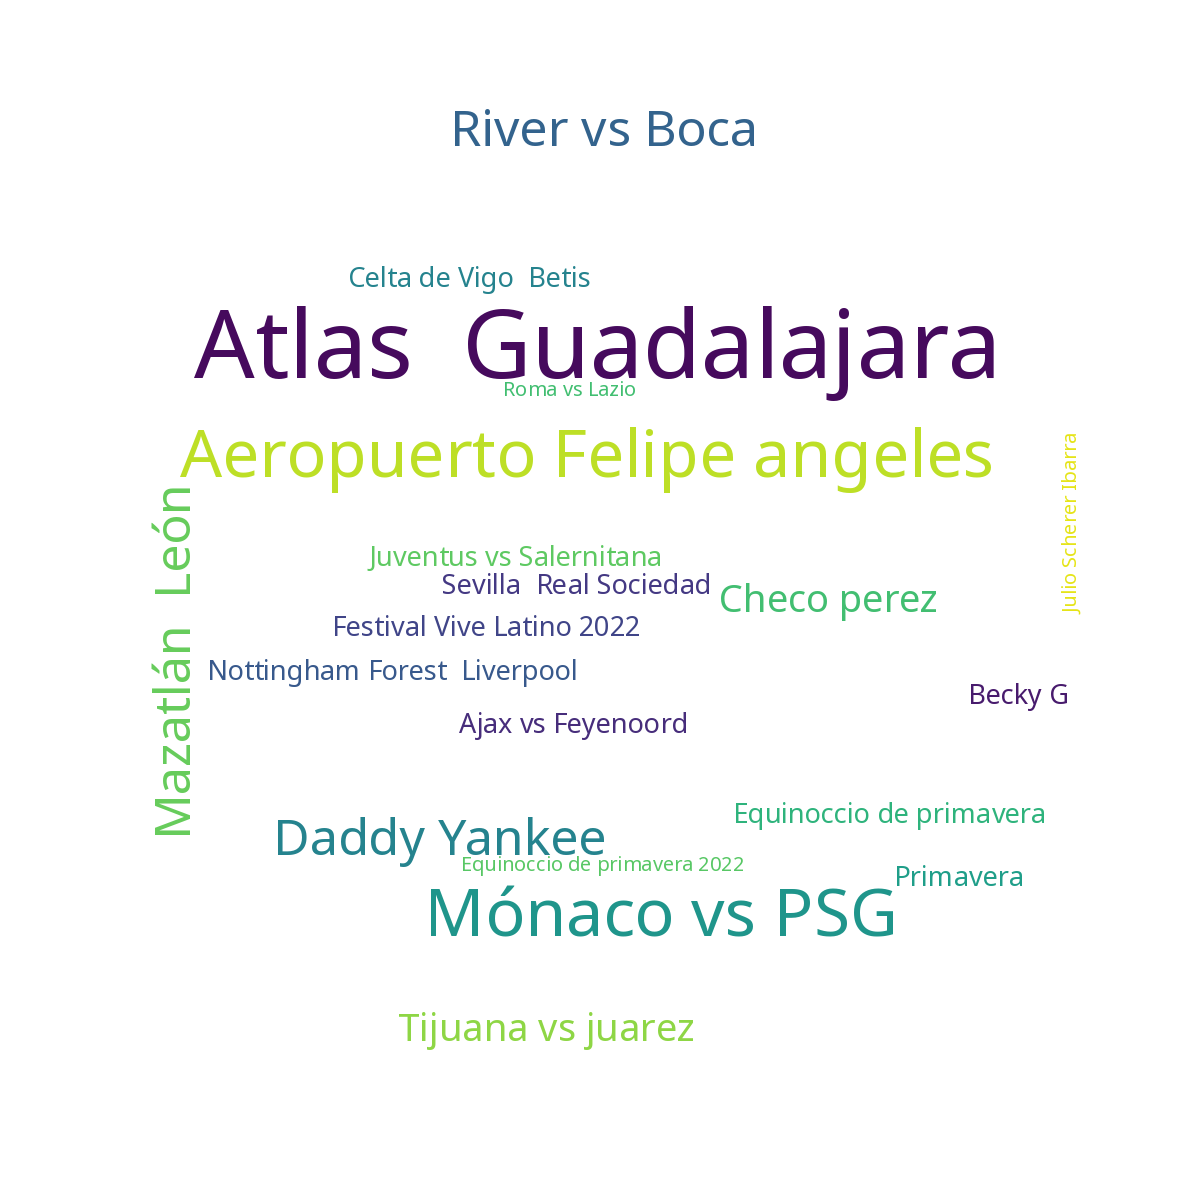 River vs Boca
Celta de Vigo  Betis
Atlas  Guadalajara
Roma vs Lazio
Aeropuerto Felipe angeles
Julio Scherer Ibarra
Mazatlán  León
Juventus vs Salernitana
Sevilla  Real Sociedad
Checo perez
Festival Vive Latino 2022
Nottingham Forest  Liverpool
Becky G
Ajax vs Feyenoord
Equinoccio de primavera
Daddy Yankee
Equinoccio de primavera 2022
Primavera
Mónaco vs PSG
Tijuana vs juarez